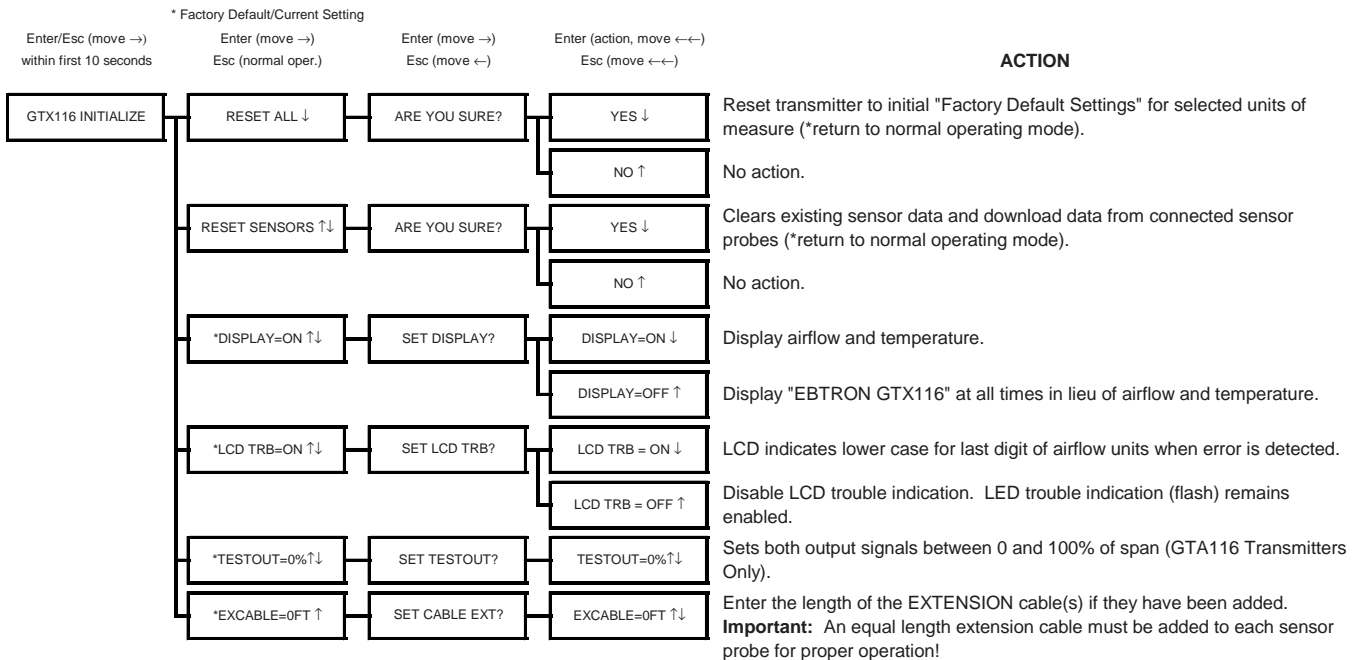 * Factory Default/Current Setting
Enter/Esc (move →)
within first 10 seconds
Enter (move →)
Esc (normal oper.)
Enter (move →)
Esc (move ←)
Enter (action, move ←←)
Esc (move ←←)
ACTION
GTX116 INITIALIZE
RESET ALL ↓
ARE YOU SURE?
YES ↓
Reset transmitter to initial "Factory Default Settings" for selected units of
measure (*return to normal operating mode).
NO ↑
No action.
RESET SENSORS ↑↓
ARE YOU SURE?
YES ↓
Clears existing sensor data and download data from connected sensor
probes (*return to normal operating mode).
NO ↑
No action.
*DISPLAY=ON ↑↓
SET DISPLAY?
DISPLAY=ON ↓
Display airflow and temperature.
DISPLAY=OFF ↑
Display "EBTRON GTX116" at all times in lieu of airflow and temperature.
*LCD TRB=ON ↑↓
SET LCD TRB?
LCD TRB = ON ↓
LCD indicates lower case for last digit of airflow units when error is detected.
LCD TRB = OFF ↑
Disable LCD trouble indication.  LED trouble indication (flash) remains
enabled.
*TESTOUT=0%↑↓
SET TESTOUT?
TESTOUT=0%↑↓
Sets both output signals between 0 and 100% of span (GTA116 Transmitters
Only).
*EXCABLE=0FT ↑
SET CABLE EXT?
EXCABLE=0FT ↑↓
Enter the length of the EXTENSION cable(s) if they have been added.
Important:  An equal length extension cable must be added to each sensor
probe for proper operation!